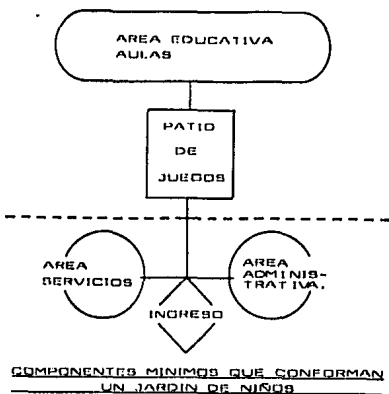 AREA EDUCATIVA
AULAS
PATIO
DE
JUEGOS
AREA
SERVICIOS
AREA
ADMINIS-
TRATIVA.
INGRESO
COMPONENTES MINIMOS QUE CONFORMAN
UN JARDIN DE NIÑOS